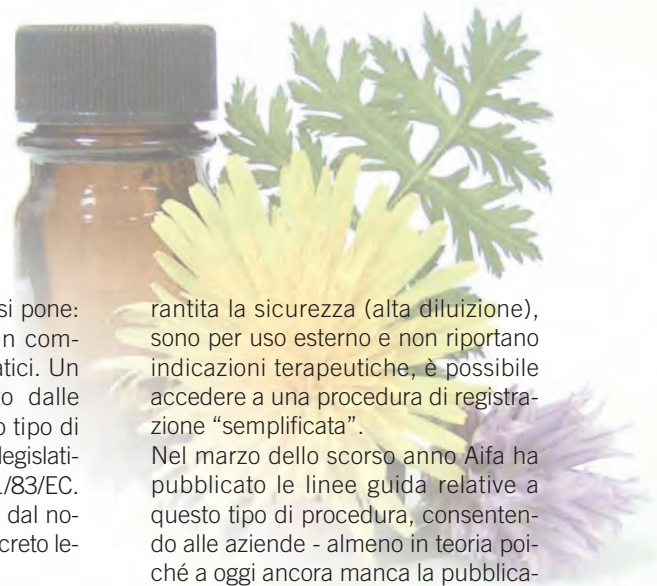 si pone:
n com-
atici. Un
to dalle
o tipo di
legislati-
1/83/EC.
dal no-
creto le-
rantita la sicurezza (alta diluizione),
sono per uso esterno e non riportano
indicazioni terapeutiche, è possibile
accedere a una procedura di registra-
zione “semplificata”.
Nel marzo dello scorso anno Aifa ha
pubblicato le linee guida relative a
questo tipo di procedura, consenten-
do alle aziende - almeno in teoria poi-
ché a oggi ancora manca la pubblica-